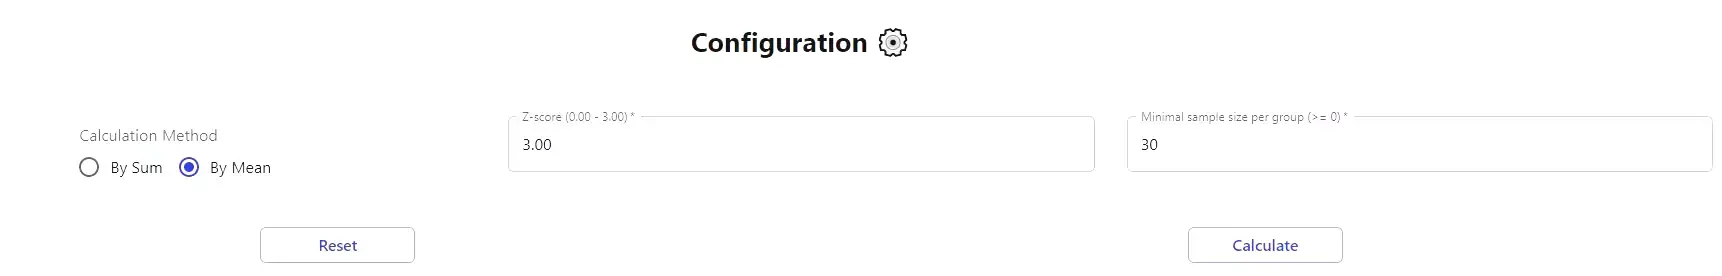 Configuration
Calculation Method
By Sum By Mean
Z-score (0.00 - 3.00) *
3.00
Minimal sample size per group (>= 0) *
30
Reset
Calculate